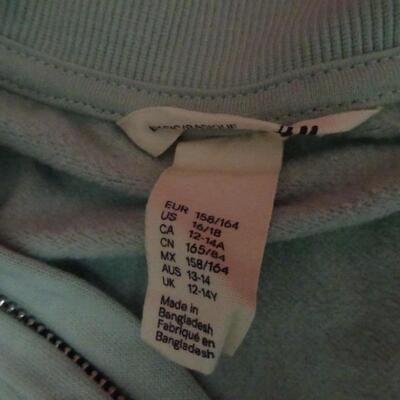 EUR 158/164
US 16/18
CA 12-14A
CN 165/84
MX 158/164
AUS 13-14
UK 12-14Y
Made in
Bangladesh
Fabriqué en
Bangladesh